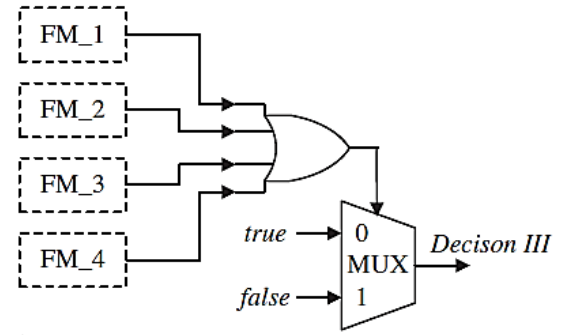 FM_1
FM_2
FM_3
FM_4
true
0
Decison III
MUX
false
1